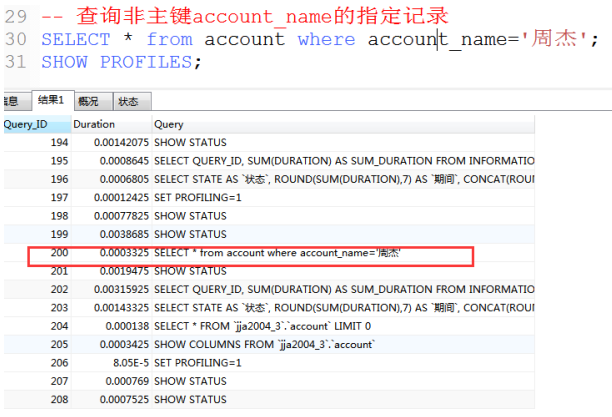 29 -- 查询非主键account_name的指定记录
30 SELECT * from account where account_name='周杰';
31 SHOW PROFILES;
信息 结果1 概况 状态
Query_ID Duration Query
194 0.00142075 SHOW STATUS
195 0.0008645 SELECT QUERY_ID, SUM(DURATION) AS SUM_DURATION FROM INFORMATIO
196 0.0006805 SELECT STATE AS `状态`, ROUND(SUM(DURATION),7) AS `期间`, CONCAT(ROUI
197 0.00012425 SET PROFILING=1
198 0.00077825 SHOW STATUS
199 0.0038685 SHOW STATUS
200 0.0003325 SELECT * from account where account_name='周杰'
201 0.0019475 SHOW STATUS
202 0.00315925 SELECT QUERY_ID, SUM(DURATION) AS SUM_DURATION FROM INFORMATIO
203 0.00143325 SELECT STATE AS `状态`, ROUND(SUM(DURATION),7) AS `期间`, CONCAT(ROUI
204 0.000138 SELECT * FROM `jja2004_3`.`account` LIMIT 0
205 0.0003425 SHOW COLUMNS FROM `jja2004_3`.`account`
206 8.05E-5 SET PROFILING=1
207 0.000769 SHOW STATUS
208 0.0007525 SHOW STATUS